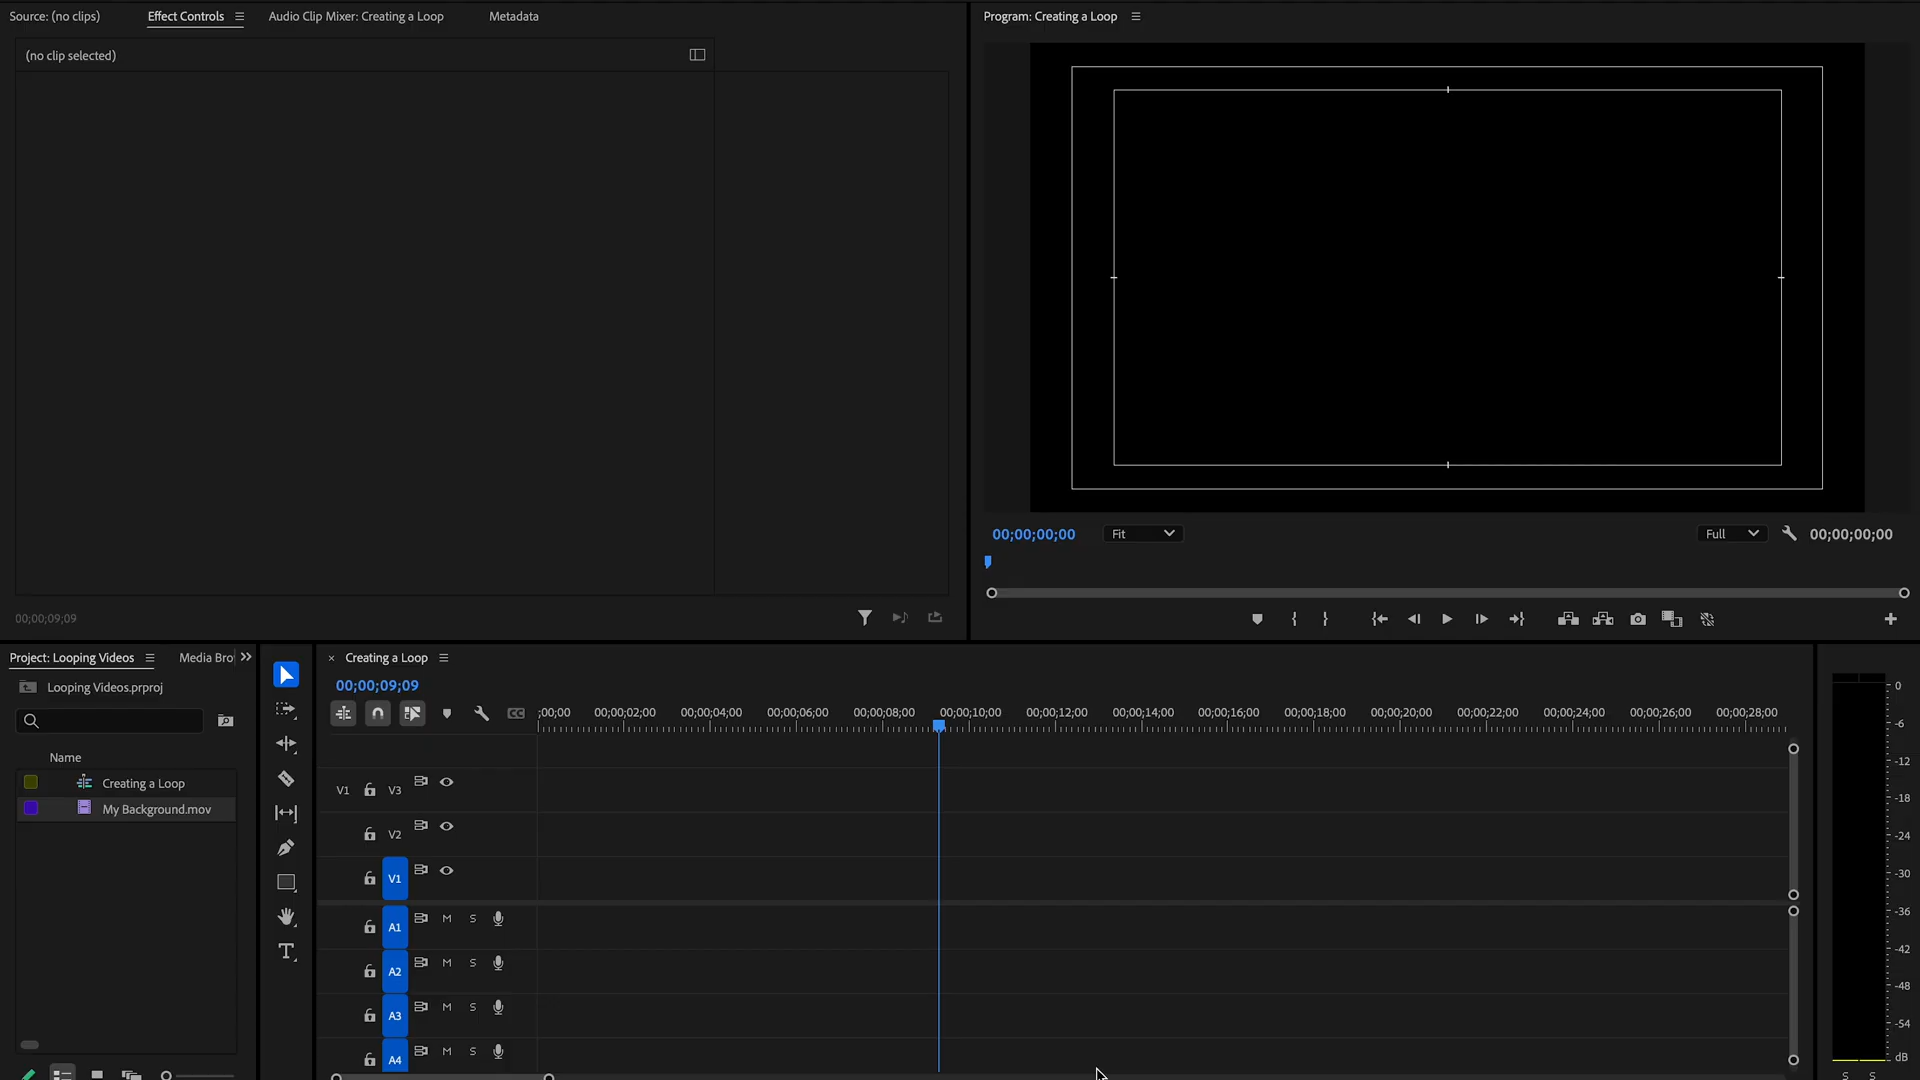 Source: (no clips) Effect Controls Audio Clip Mixer: Creating a Loop Metadata
Program: Creating a Loop
(no clip selected)
00;00;00;00 Fit Full 00;00;00;00
00;00;09;09
Project: Looping Videos Media Bro
Looping Videos.prproj
Name
Creating a Loop
My Background.mov
Creating a Loop
00;00;09;09
;00;00 00;00;02;00 00;00;04;00 00;00;06;00 00;00;08;00 00;00;10;00 00;00;12;00 00;00;14;00 00;00;16;00 00;00;18;00 00;00;20;00 00;00;22;00 00;00;24;00 00;00;26;00 00;00;28;00
V1 V3
V2
V1
A1 M S
A2 M S
A3 M S
A4 M S
0
-6
-12
-18
-24
-30
-36
-42
-48
-54
dB
S S